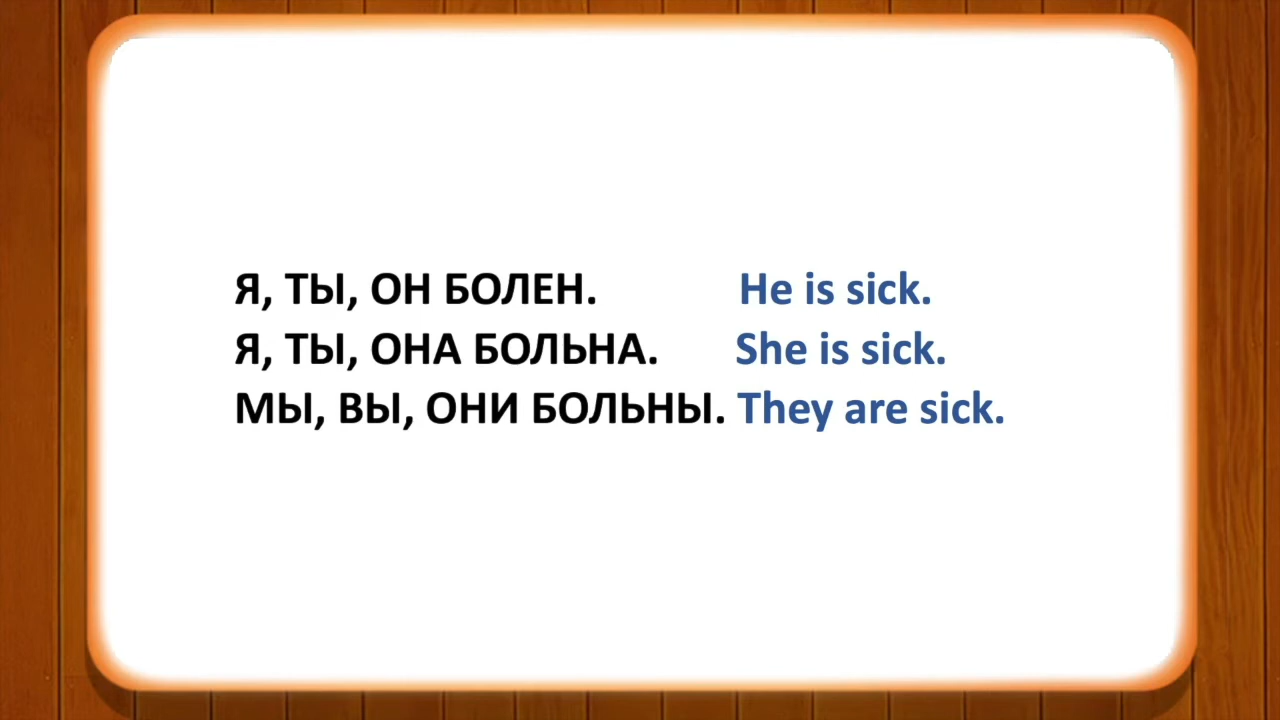 Я, ТЫ, ОН БОЛЕН. He is sick.
Я, ТЫ, ОНА БОЛЬНА. She is sick.
МЫ, ВЫ, ОНИ БОЛЬНЫ. They are sick.